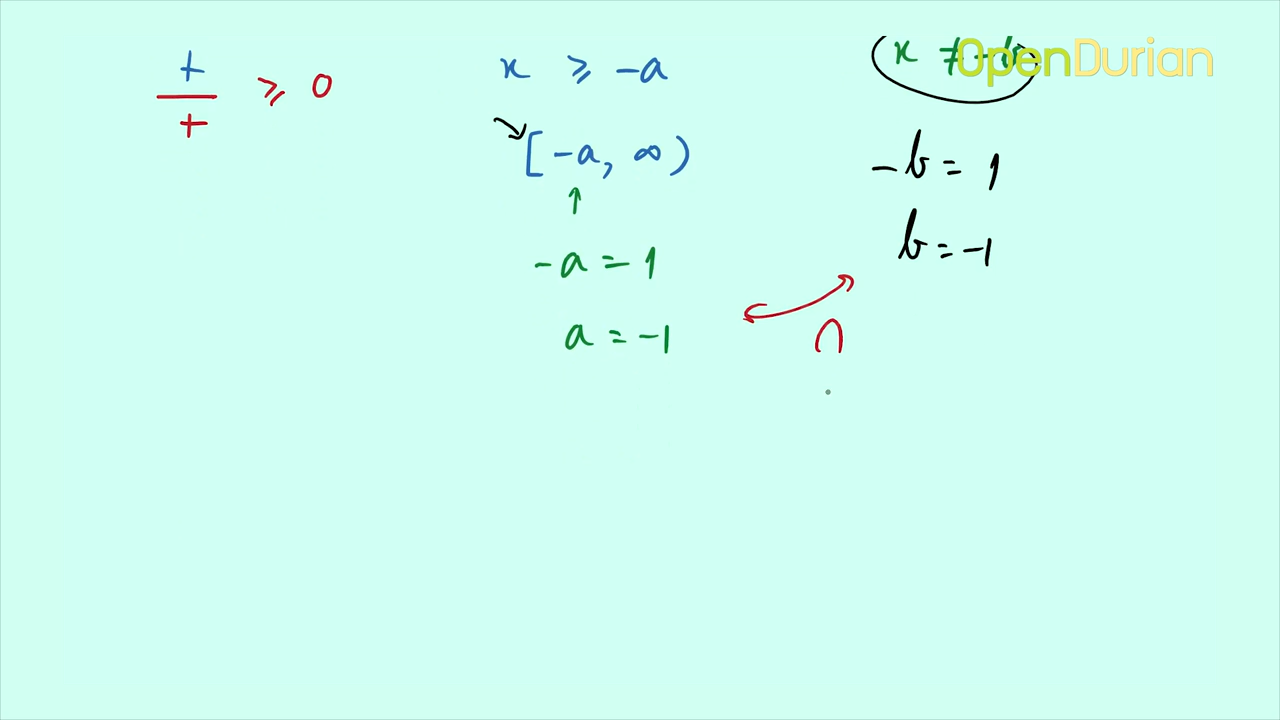 +
— ≥ 0
+
x ≥ -a
[-a, ∞)
↑
-a = 1
a = -1
x ≠ -b
OpenDurian
-b = 1
b = -1
∩